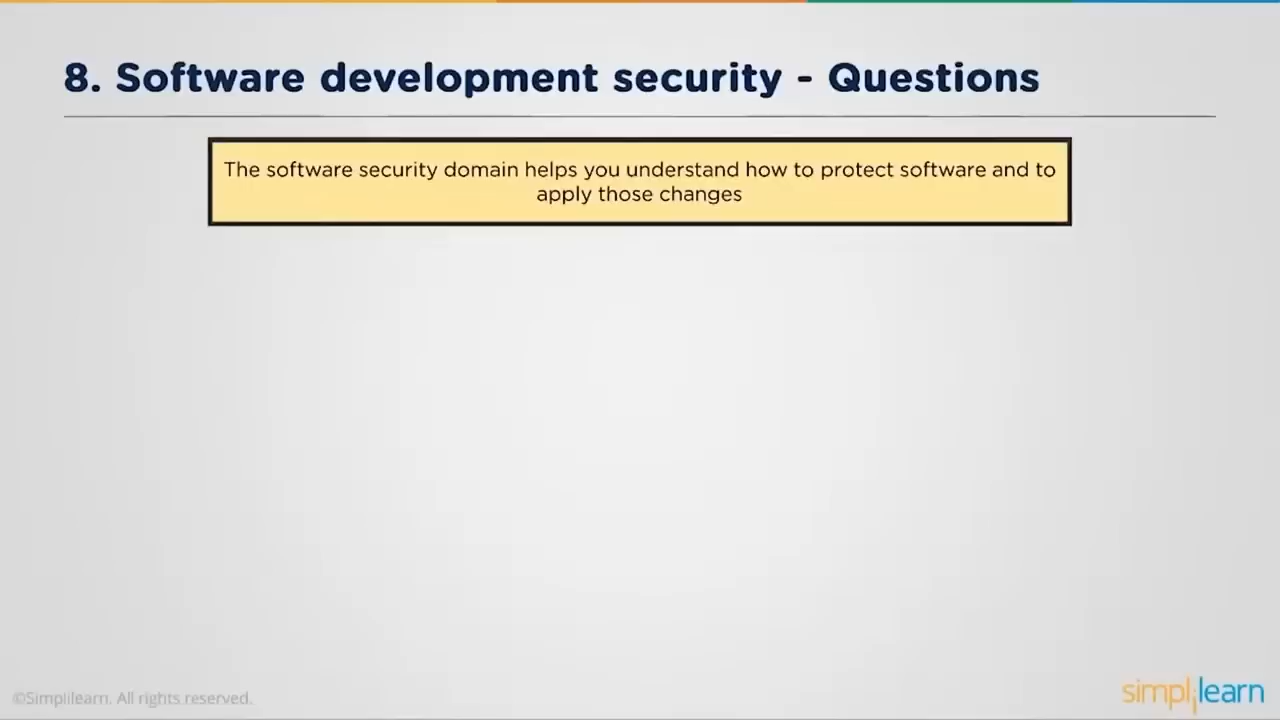 8. Software development security - Questions
The software security domain helps you understand how to protect software and to
apply those changes
©Simplilearn. All rights reserved.
simplilearn